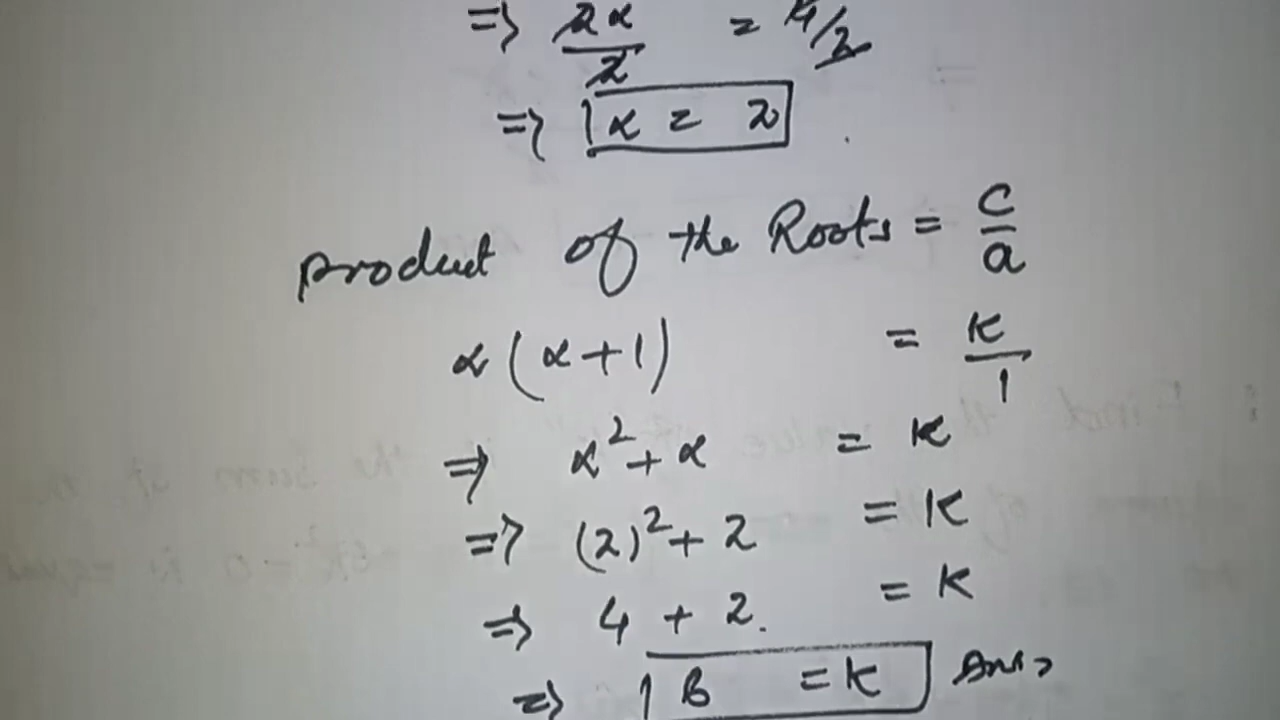 ⇒ 2α/2 = 4/2
⇒ α = 2
product of the Roots = c/a
α(α+1) = k/1
⇒ α²+α = k
⇒ (2)²+2 = k
⇒ 4 + 2 = k
⇒ 6 = k Ans